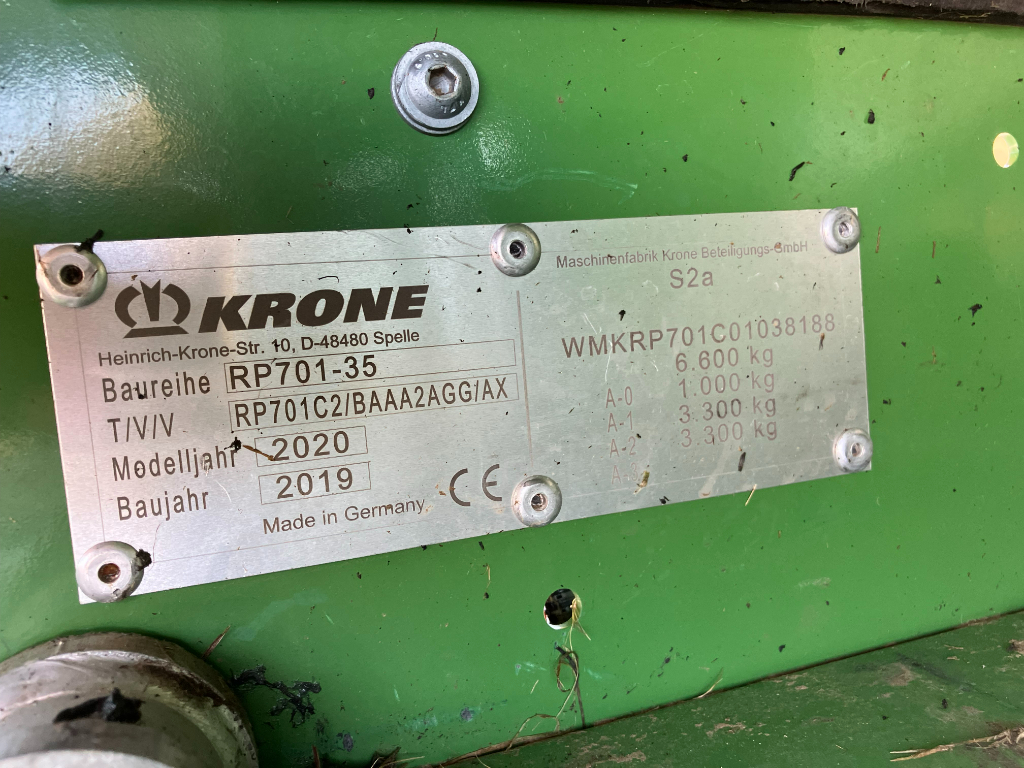 KRONE
Heinrich-Krone-Str. 10, D-48480 Spelle
Baureihe RP701-35
T/V/V RP701C2/BAAA2AGG/AX
Modelljahr 2020
Baujahr 2019
Made in Germany CE
Maschinenfabrik Krone Beteiligungs-GmbH
S2a
WMKRP701C01038188
6.600 kg
A-0 1.000 kg
A-1 3.300 kg
A-2 3.300 kg
A-3